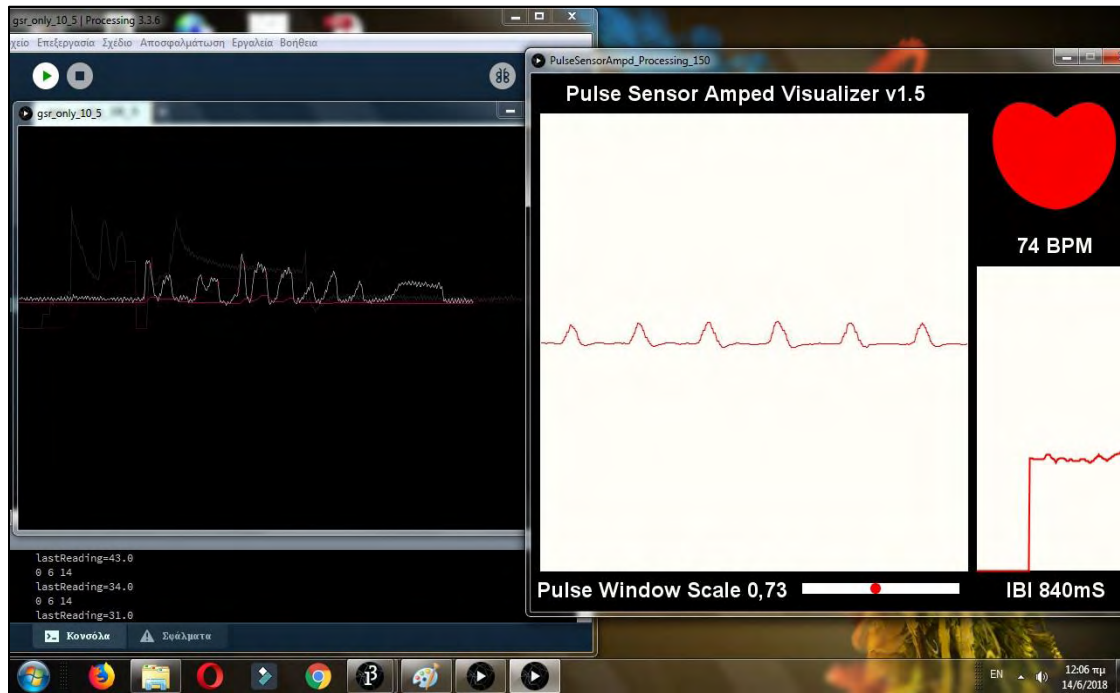 gsr_only_10_5 | Processing 3.3.6
χείο Επεξεργασία Σχέδιο Αποσφαλμάτωση Εργαλεία Βοήθεια
gsr_only_10_5
lastReading=43.0
0 6 14
lastReading=34.0
0 6 14
lastReading=31.0
Κονσόλα Σφάλματα
PulseSensorAmpd_Processing_150
Pulse Sensor Amped Visualizer v1.5
74 BPM
Pulse Window Scale 0,73
IBI 840mS
EN
12:06 πμ
14/6/2018